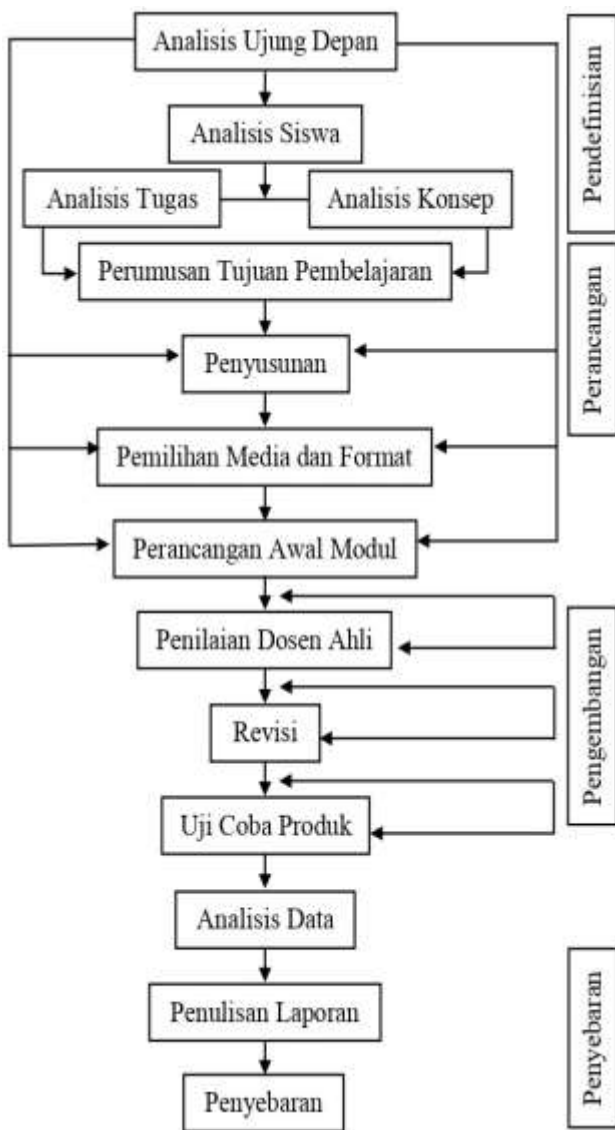 Analisis Ujung Depan
Analisis Siswa
Analisis Tugas
Analisis Konsep
Perumusan Tujuan Pembelajaran
Penyusunan
Pemilihan Media dan Format
Perancangan Awal Modul
Penilaian Dosen Ahli
Revisi
Uji Coba Produk
Analisis Data
Penulisan Laporan
Penyebaran
Pendefinisian
Perancangan
Pengembangan
Penyebaran